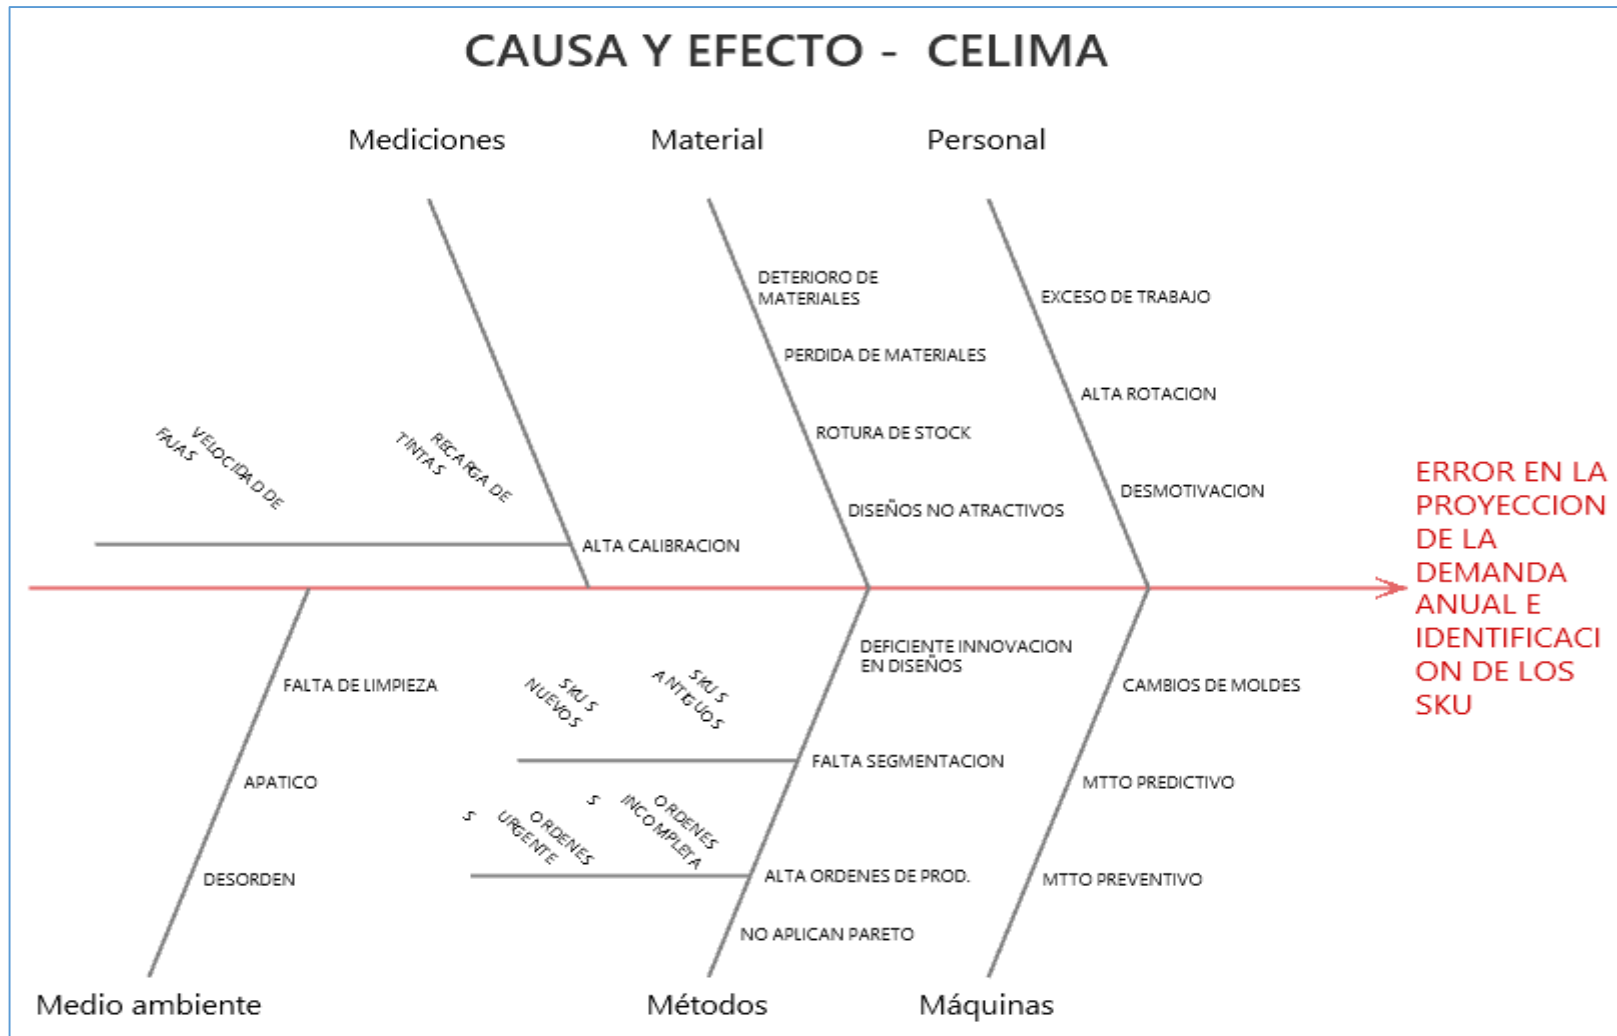 CAUSA Y EFECTO - CELIMA
Mediciones
Material
Personal
DETERIORO DE
MATERIALES
EXCESO DE TRABAJO
PERDIDA DE MATERIALES
ALTA ROTACION
VELOCIDAD DE
FAJAS
RECARGA DE
TINTAS
ROTURA DE STOCK
DESMOTIVACION
DISEÑOS NO ATRACTIVOS
ALTA CALIBRACION
ERROR EN LA
PROYECCION
DE LA
DEMANDA
ANUAL E
IDENTIFICACI
ON DE LOS
SKU
DEFICIENTE INNOVACION
EN DISEÑOS
FALTA DE LIMPIEZA
SKU S
NUEVOS
SKU S
ANTIGUOS
CAMBIOS DE MOLDES
FALTA SEGMENTACION
APATICO
MTTO PREDICTIVO
ORDENES
URGENTE
S
ORDENES
INCOMPLETA
S
DESORDEN
ALTA ORDENES DE PROD.
MTTO PREVENTIVO
NO APLICAN PARETO
Medio ambiente
Métodos
Máquinas